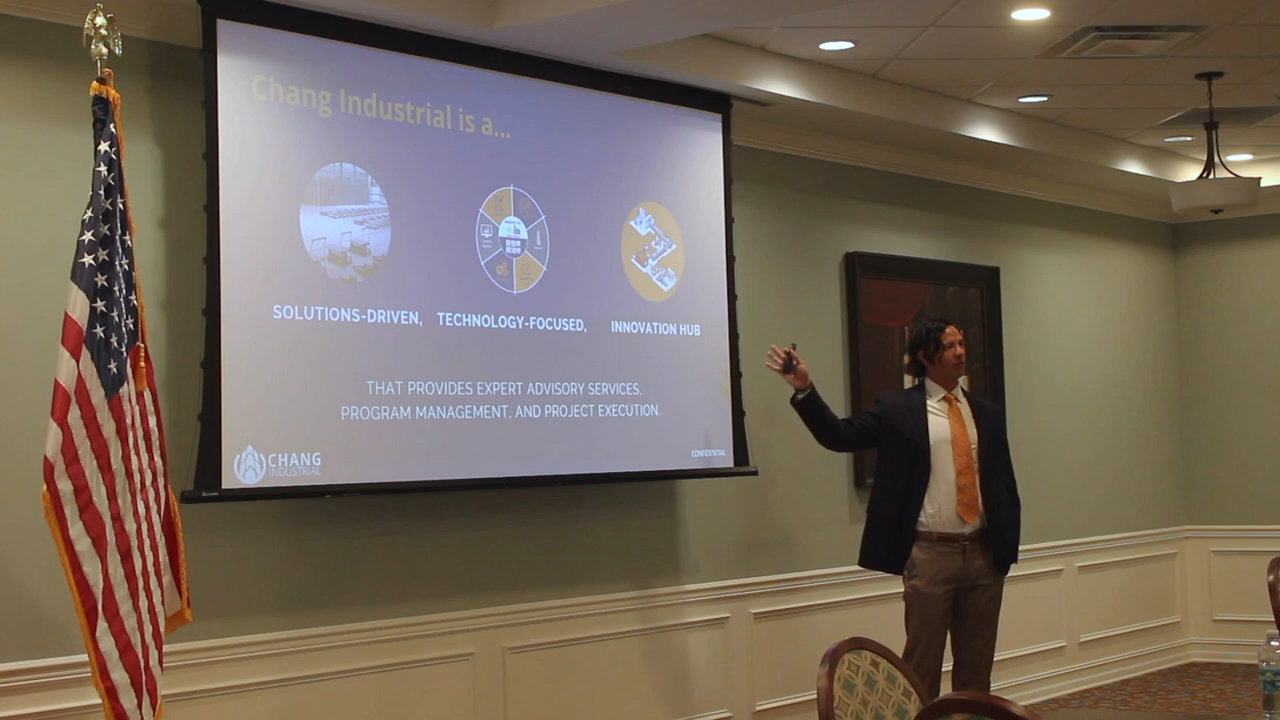 Chang Industrial is a...
SOLUTIONS-DRIVEN, TECHNOLOGY-FOCUSED, INNOVATION HUB
THAT PROVIDES EXPERT ADVISORY SERVICES,
PROGRAM MANAGEMENT, AND PROJECT EXECUTION.
CHANG
INDUSTRIAL
CONFIDENTIAL